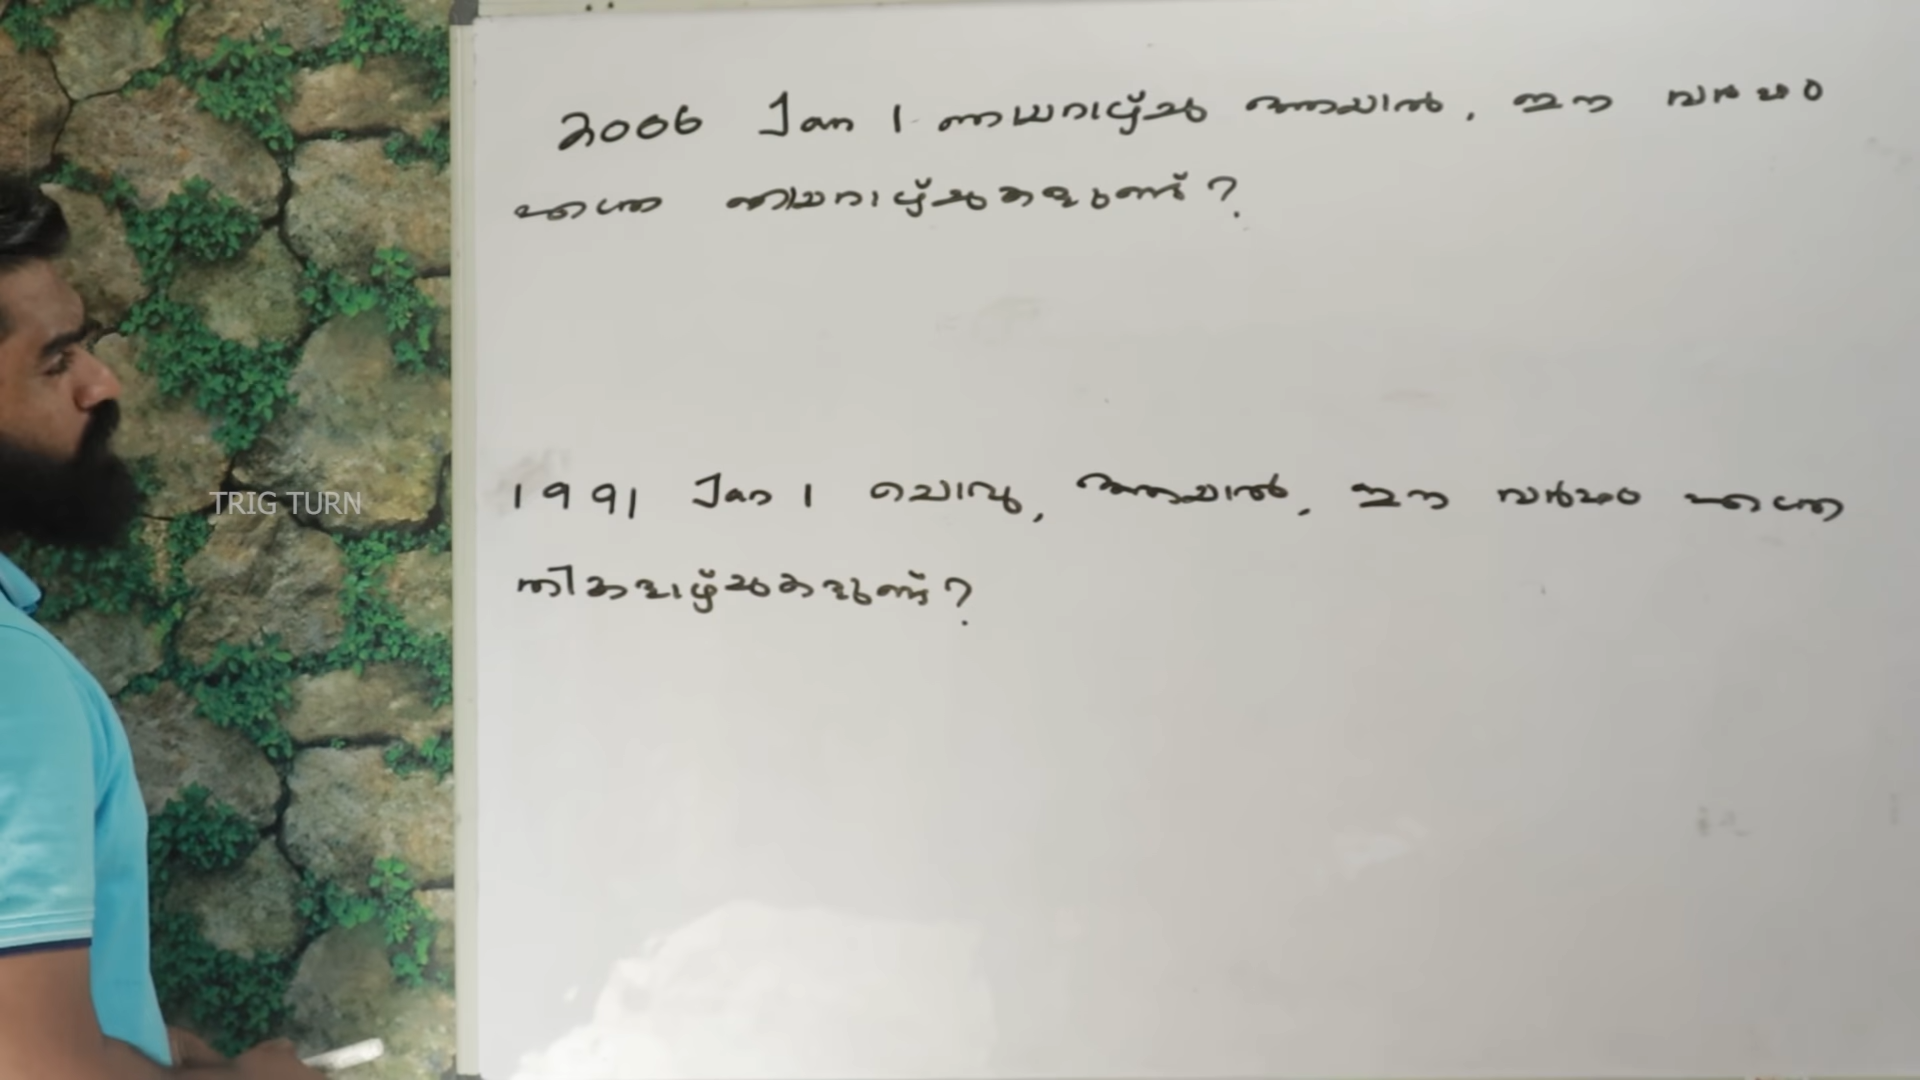 2006 Jan 1 ഞായറാഴ്ച ആയാൽ, ഈ വർഷം
എത്ര ഞായറാഴ്ചകളുണ്ട്?
TRIG TURN
1991 Jan 1 ചൊവ്വ, ആയാൽ, ഈ വർഷം എത്ര
തിങ്കളാഴ്ചകളുണ്ട്?